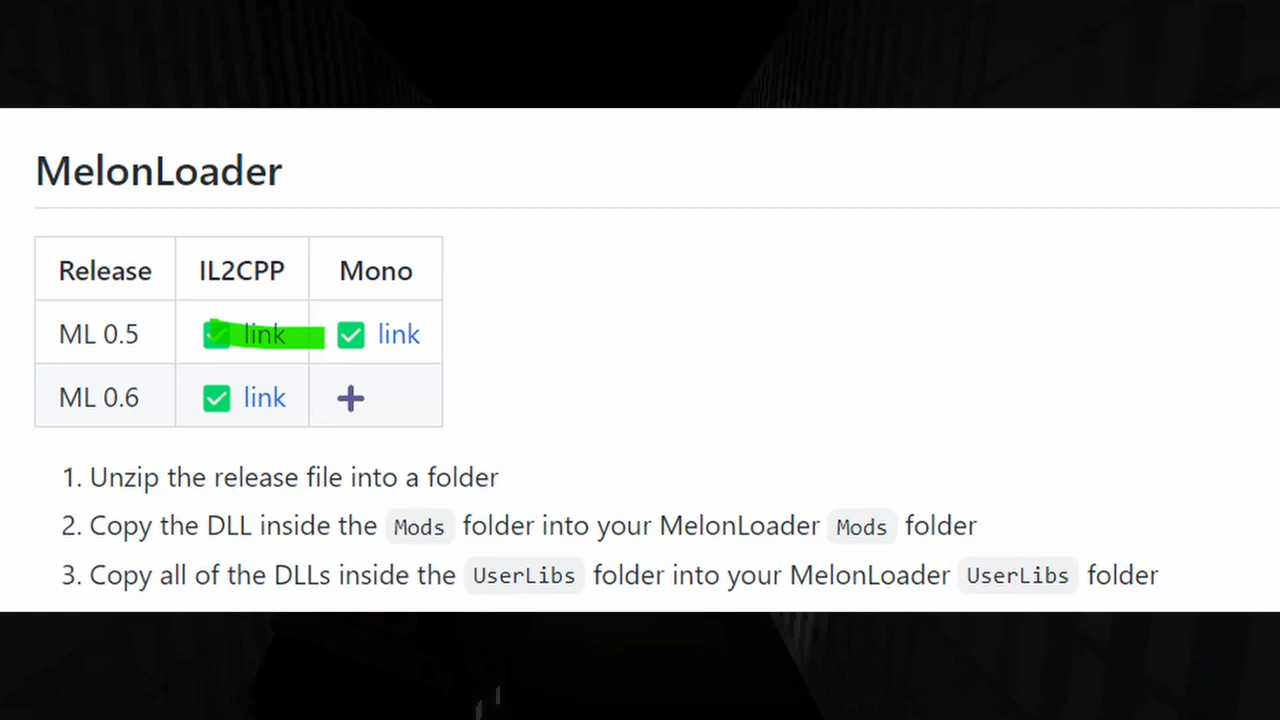 MelonLoader
Release IL2CPP Mono
ML 0.5 link link
ML 0.6 link
1. Unzip the release file into a folder
2. Copy the DLL inside the Mods folder into your MelonLoader Mods folder
3. Copy all of the DLLs inside the UserLibs folder into your MelonLoader UserLibs folder